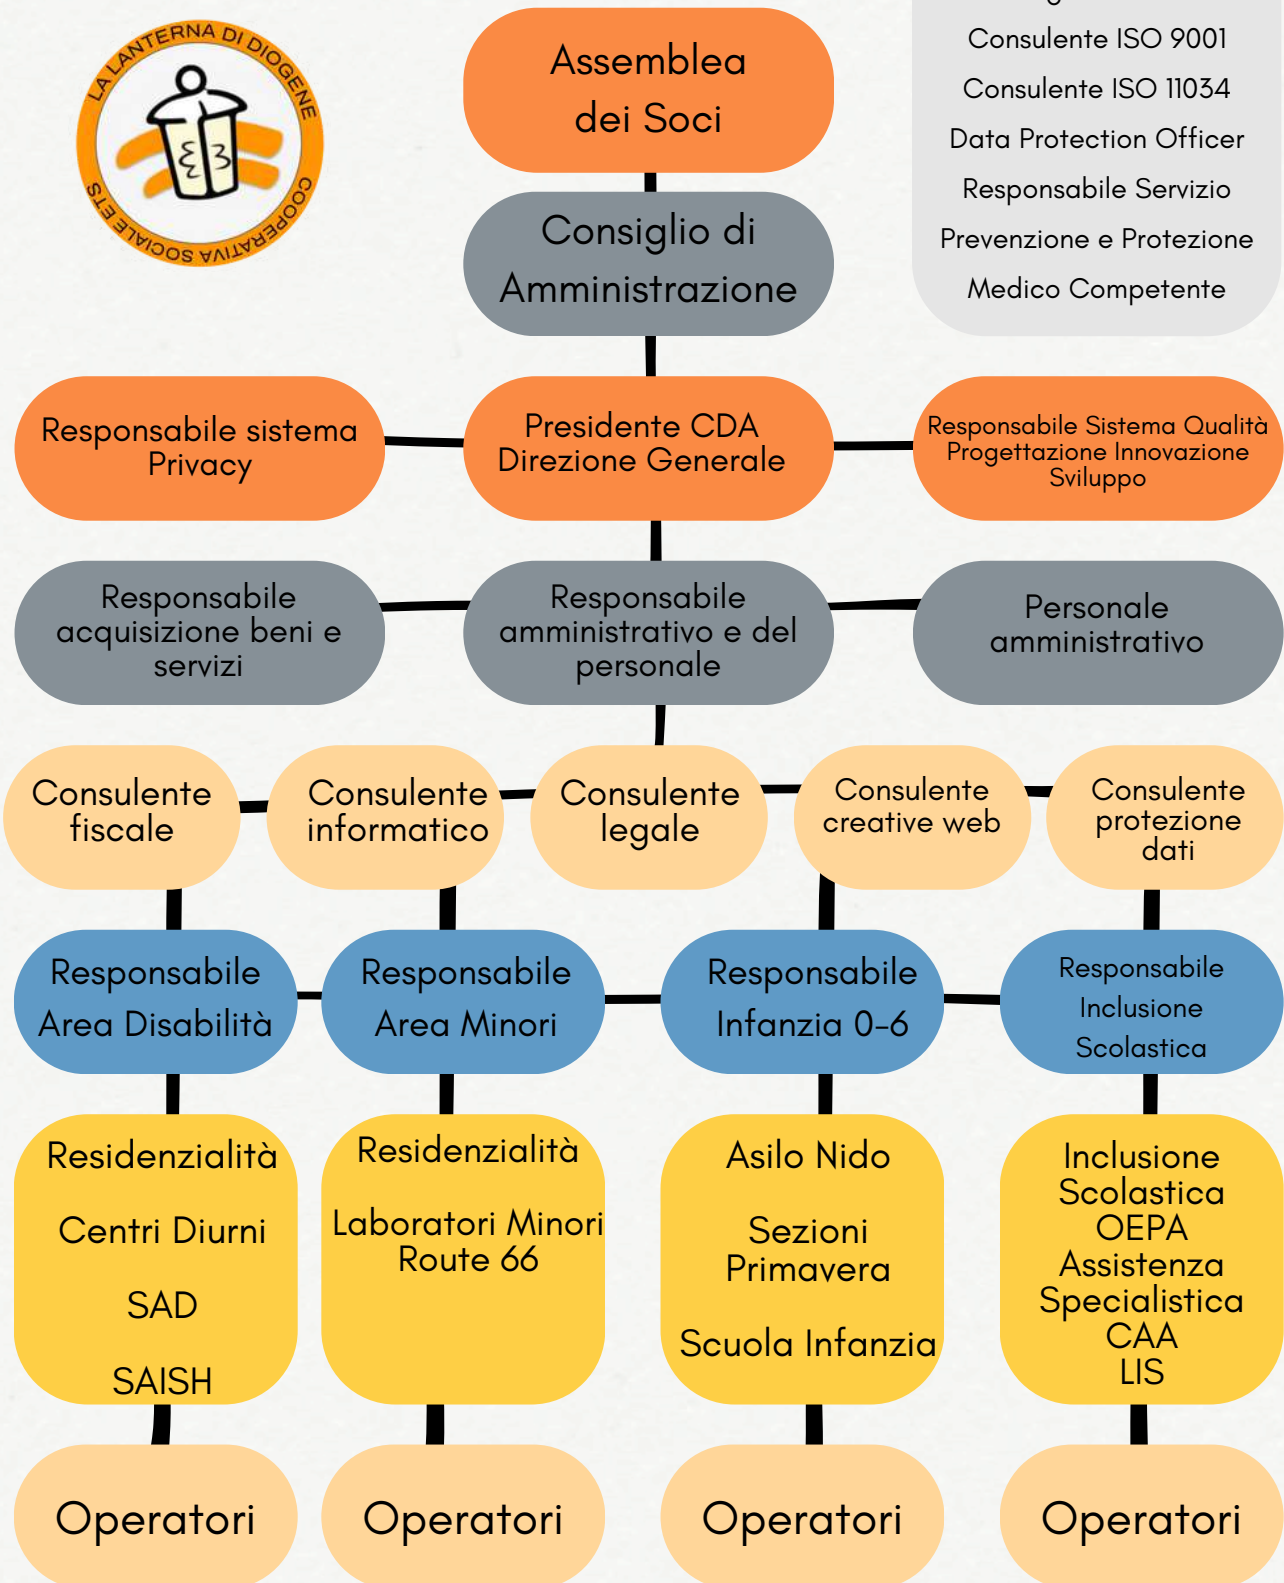 LA LANTERNA DI DIOGENE
COOPERATIVA SOCIALE ETS
Assemblea
dei Soci
Consulente ISO 9001
Consulente ISO 11034
Data Protection Officer
Responsabile Servizio
Prevenzione e Protezione
Medico Competente
Consiglio di
Amministrazione
Responsabile sistema
Privacy
Presidente CDA
Direzione Generale
Responsabile Sistema Qualità
Progettazione Innovazione
Sviluppo
Responsabile
acquisizione beni e
servizi
Responsabile
amministrativo e del
personale
Personale
amministrativo
Consulente
fiscale
Consulente
informatico
Consulente
legale
Consulente
creative web
Consulente
protezione
dati
Responsabile
Area Disabilità
Responsabile
Area Minori
Responsabile
Infanzia 0-6
Responsabile
Inclusione
Scolastica
Residenzialità
Centri Diurni
SAD
SAISH
Residenzialità
Laboratori Minori
Route 66
Asilo Nido
Sezioni
Primavera
Scuola Infanzia
Inclusione
Scolastica
OEPA
Assistenza
Specialistica
CAA
LIS
Operatori
Operatori
Operatori
Operatori